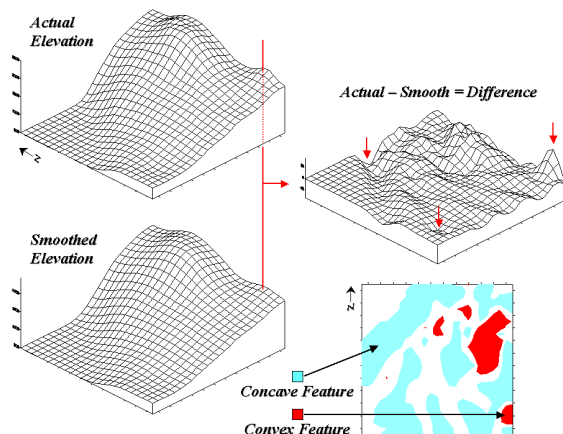 Actual
Elevation
Actual – Smooth = Difference
N
Smoothed
Elevation
N
Concave Feature
Convex Feature